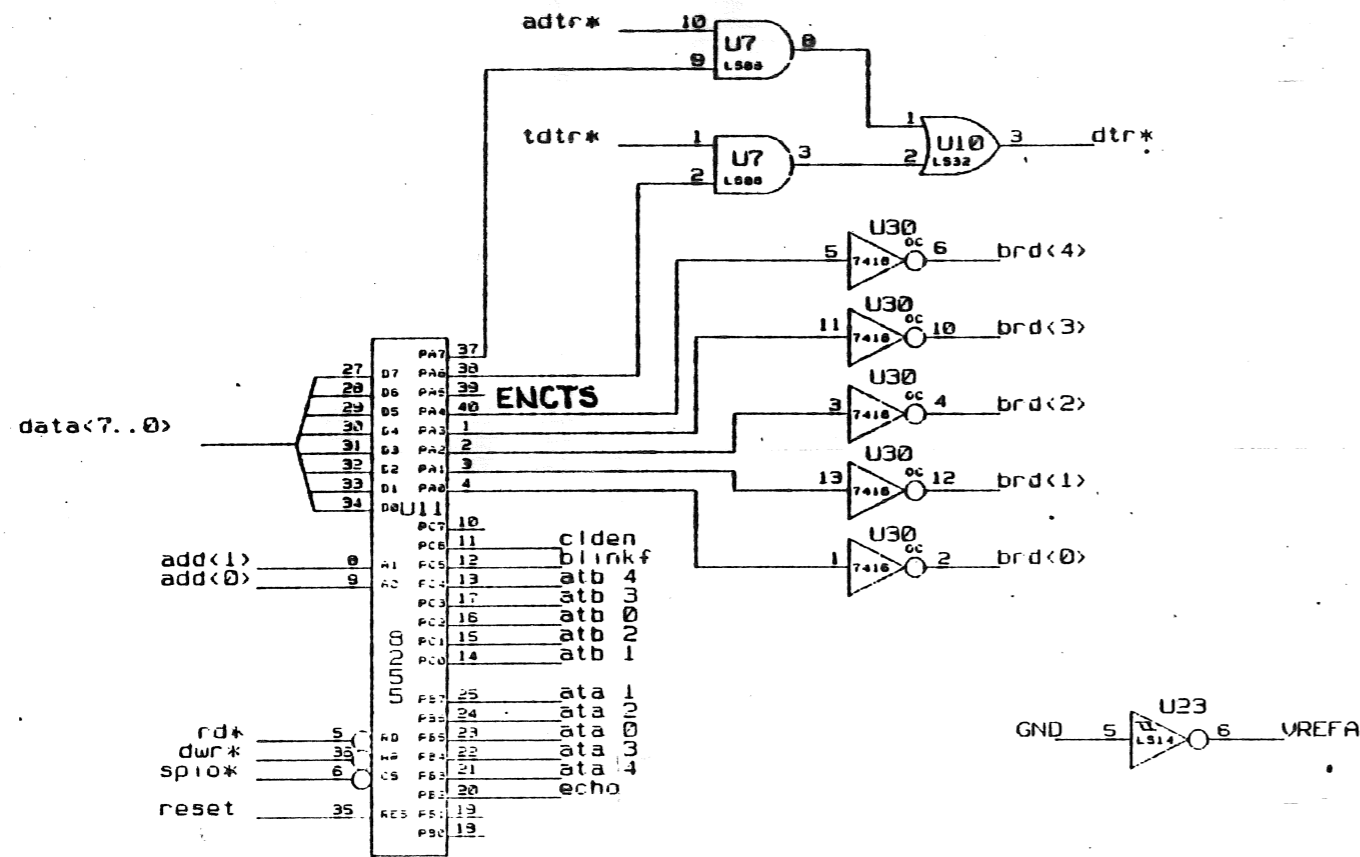 adtr* 10 U7 8
9 LS08
tdtr* 1 U7 3
2 LS08
1 U10 3 dtr*
2 LS32
U30
5 7416 OC 6 brd<4>
U30
11 7416 OC 10 brd<3>
U30
3 7416 OC 4 brd<2>
U30
13 7416 OC 12 brd<1>
U30
1 7416 OC 2 brd<0>
data<7..0>
27 D7 PA7 37
28 D6 PA6 38
29 D5 PA5 39 ENCTS
30 D4 PA4 40
31 D3 PA3 1
32 D2 PA2 2
33 D1 PA1 3
34 D0 PA0 4
U11
PC7 10
PC6 11 clden
add<1> 8 A1 PC5 12 blinkf
add<0> 9 A0 PC4 13 atb 4
PC3 17 atb 3
PC2 16 atb 0
PC1 15 atb 2
PC0 14 atb 1
8255
PB7 25 ata 1
PB6 24 ata 2
rd* 5 RD PB5 23 ata 0
dwr* 36 WR PB4 22 ata 3
spio* 6 CS PB3 21 ata 4
PB2 20 echo
reset 35 RES PB1 19
PB0
GND 5 U23 6 VREFA
LS14